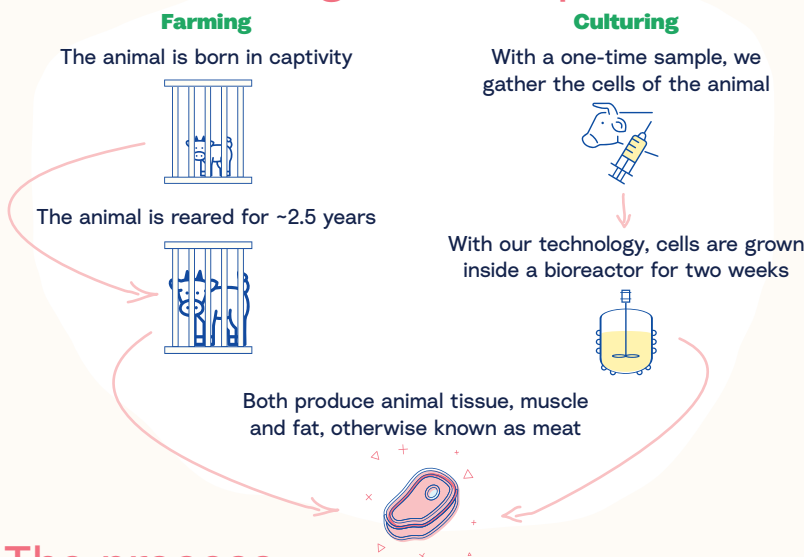 Farming
The animal is born in captivity
The animal is reared for ~2.5 years
Culturing
With a one-time sample, we
gather the cells of the animal
With our technology, cells are grown
inside a bioreactor for two weeks
Both produce animal tissue, muscle
and fat, otherwise known as meat
The process